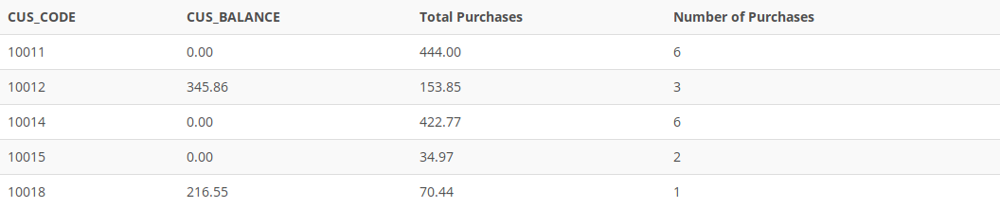 CUS_CODE CUS_BALANCE Total Purchases Number of Purchases
10011 0.00 444.00 6
10012 345.86 153.85 3
10014 0.00 422.77 6
10015 0.00 34.97 2
10018 216.55 70.44 1